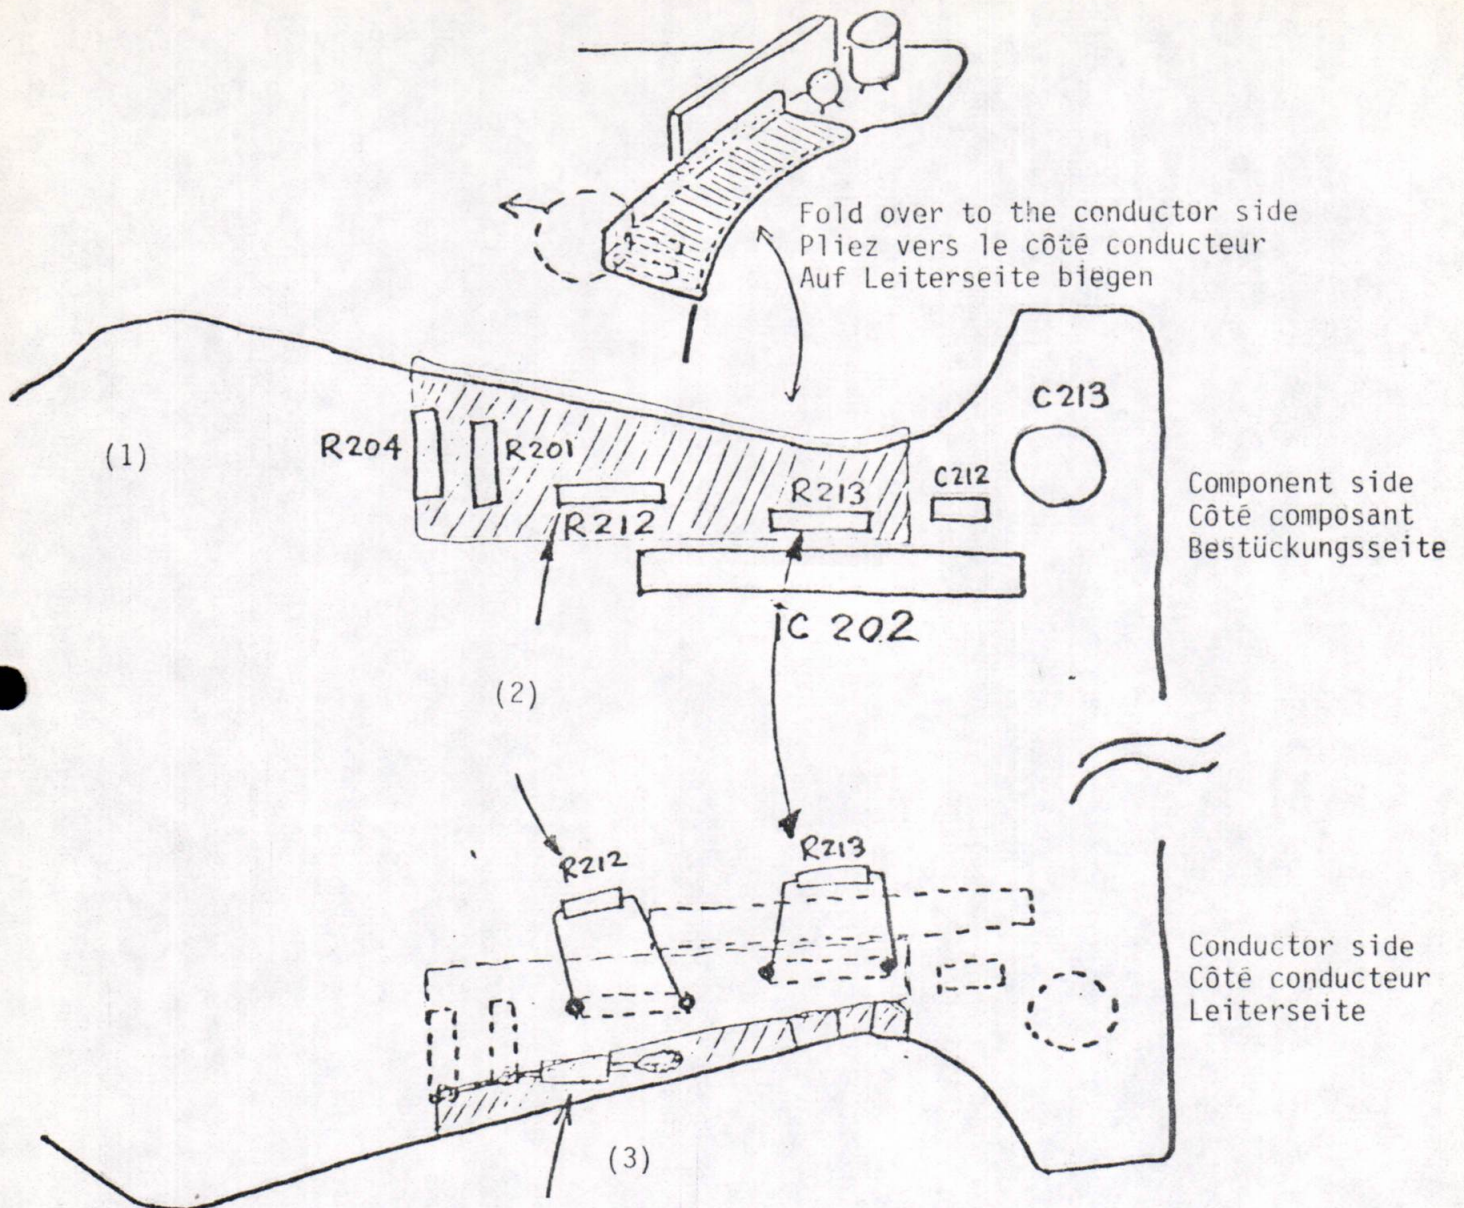 Fold over to the conductor side
Pliez vers le côté conducteur
Auf Leiterseite biegen
C213
(1)
R204
R201
C212
R213
R212
Component side
Côté composant
Bestückungsseite
IC 202
(2)
R212
R213
Conductor side
Côté conducteur
Leiterseite
(3)